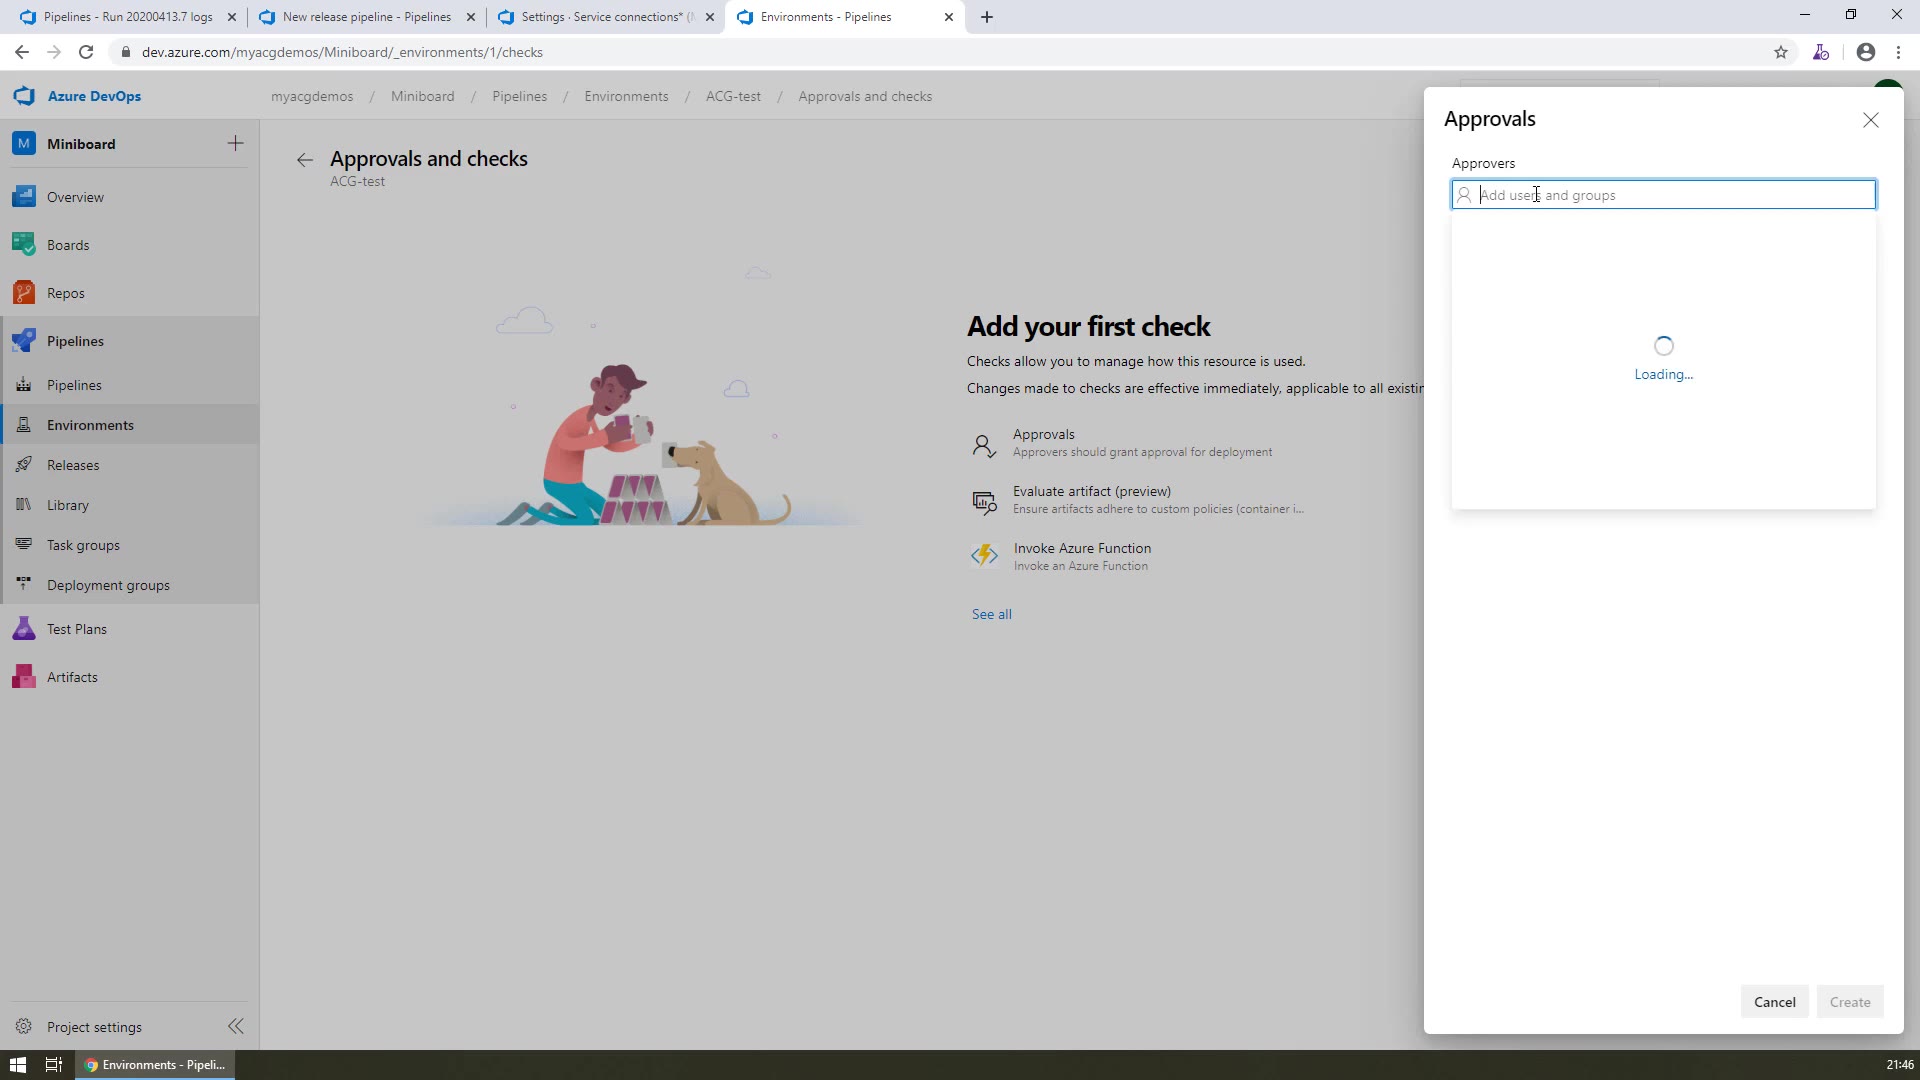 Pipelines - Run 20200413.7 logs
New release pipeline - Pipelines
Settings · Service connections* (
Environments - Pipelines
dev.azure.com/myacgdemos/Miniboard/_environments/1/checks
Azure DevOps
myacgdemos / Miniboard / Pipelines / Environments / ACG-test / Approvals and checks
M Miniboard
Overview
Boards
Repos
Pipelines
Pipelines
Environments
Releases
Library
Task groups
Deployment groups
Test Plans
Artifacts
Project settings
Approvals and checks
ACG-test
Add your first check
Checks allow you to manage how this resource is used.
Changes made to checks are effective immediately, applicable to all existin
Approvals
Approvers should grant approval for deployment
Evaluate artifact (preview)
Ensure artifacts adhere to custom policies (container i...
Invoke Azure Function
Invoke an Azure Function
See all
Approvals
Approvers
Add users and groups
Loading...
Cancel
Create
Environments - Pipeli...
21:46